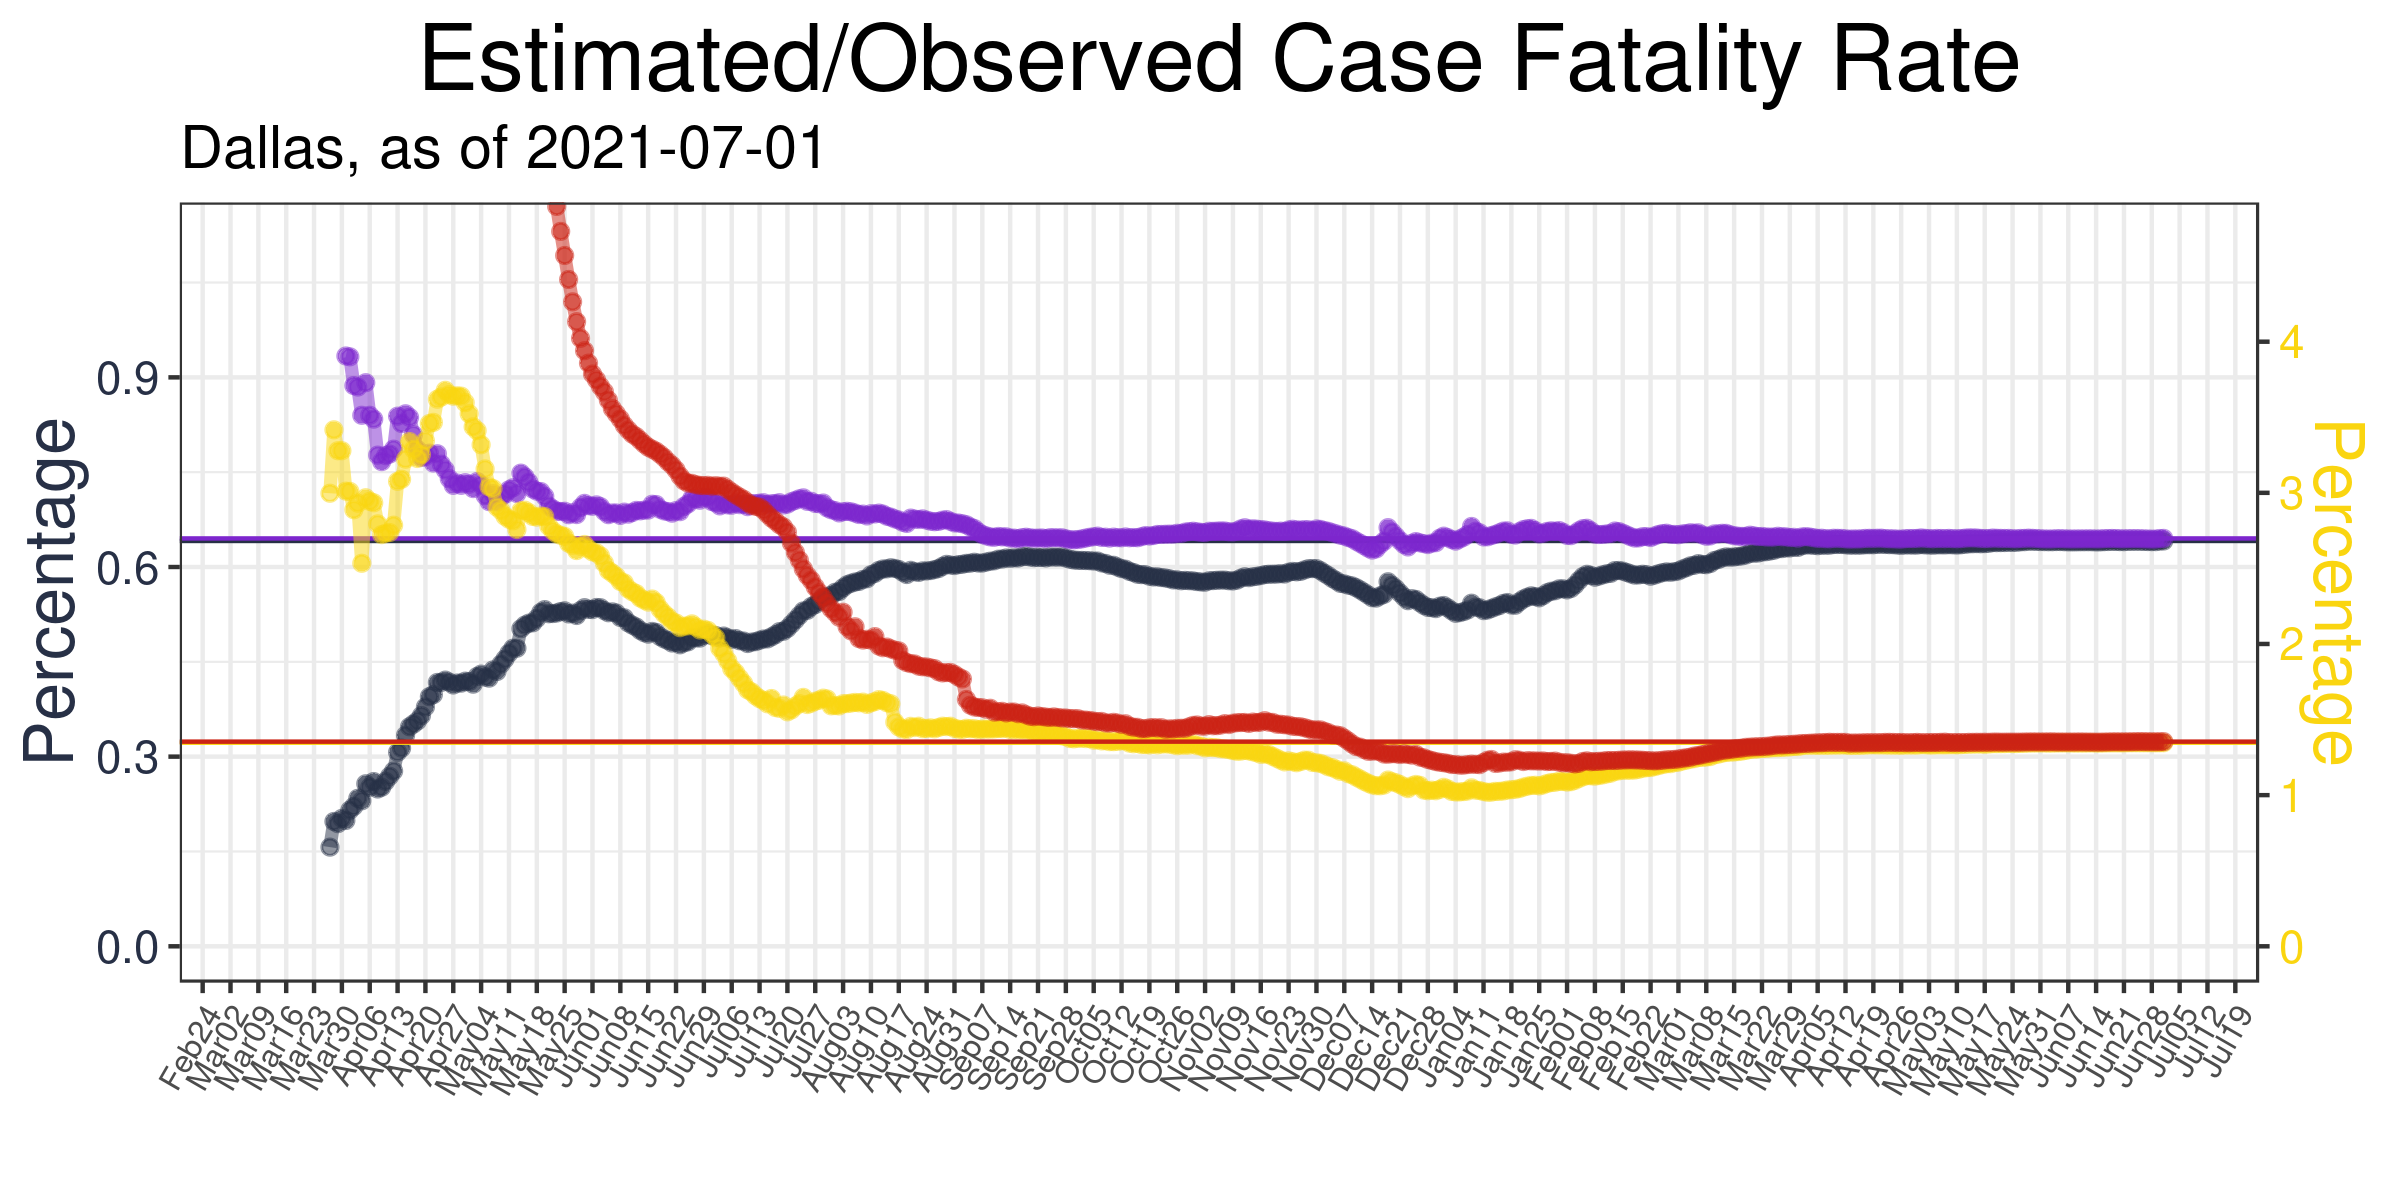 Estimated/Observed Case Fatality Rate
Dallas, as of 2021-07-01
Percentage
0.9
0.6
0.3
0.0
4
3
2
1
0
Percentage
Feb24
Mar02
Mar09
Mar16
Mar23
Mar30
Apr06
Apr13
Apr20
Apr27
May04
May11
May18
May25
Jun01
Jun08
Jun15
Jun22
Jun29
Jul06
Jul13
Jul20
Jul27
Aug03
Aug10
Aug17
Aug24
Aug31
Sep07
Sep14
Sep21
Sep28
Oct05
Oct12
Oct19
Oct26
Nov02
Nov09
Nov16
Nov23
Nov30
Dec07
Dec14
Dec21
Dec28
Jan04
Jan11
Jan18
Jan25
Feb01
Feb08
Feb15
Feb22
Mar01
Mar08
Mar15
Mar22
Mar29
Apr05
Apr12
Apr19
Apr26
May03
May10
May17
May24
May31
Jun07
Jun14
Jun21
Jun28
Jul05
Jul12
Jul19